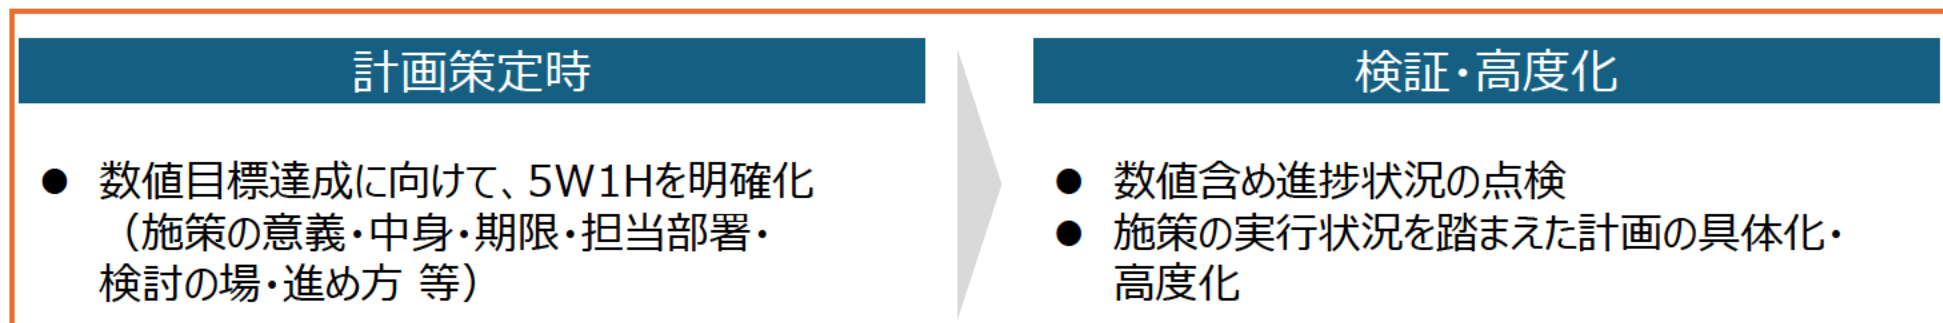 計画策定時
● 数値目標達成に向けて、5W1Hを明確化
（施策の意義・中身・期限・担当部署・
検討の場・進め方 等）
検証・高度化
● 数値含め進捗状況の点検
● 施策の実行状況を踏まえた計画の具体化・
高度化